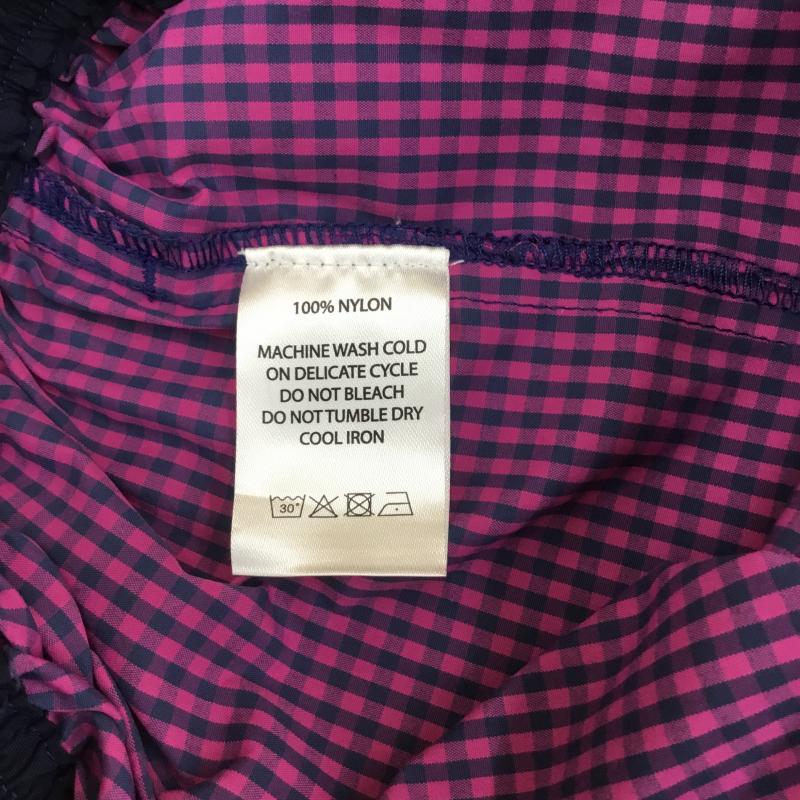 100% NYLON
MACHINE WASH COLD
ON DELICATE CYCLE
DO NOT BLEACH
DO NOT TUMBLE DRY
COOL IRON
30°